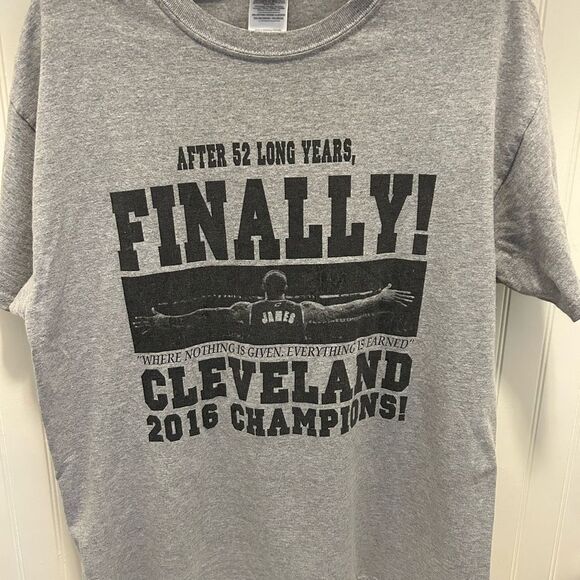 AFTER 52 LONG YEARS,
FINALLY!
JAMES
"WHERE NOTHING IS GIVEN. EVERYTHING IS EARNED"
CLEVELAND
2016 CHAMPIONS!